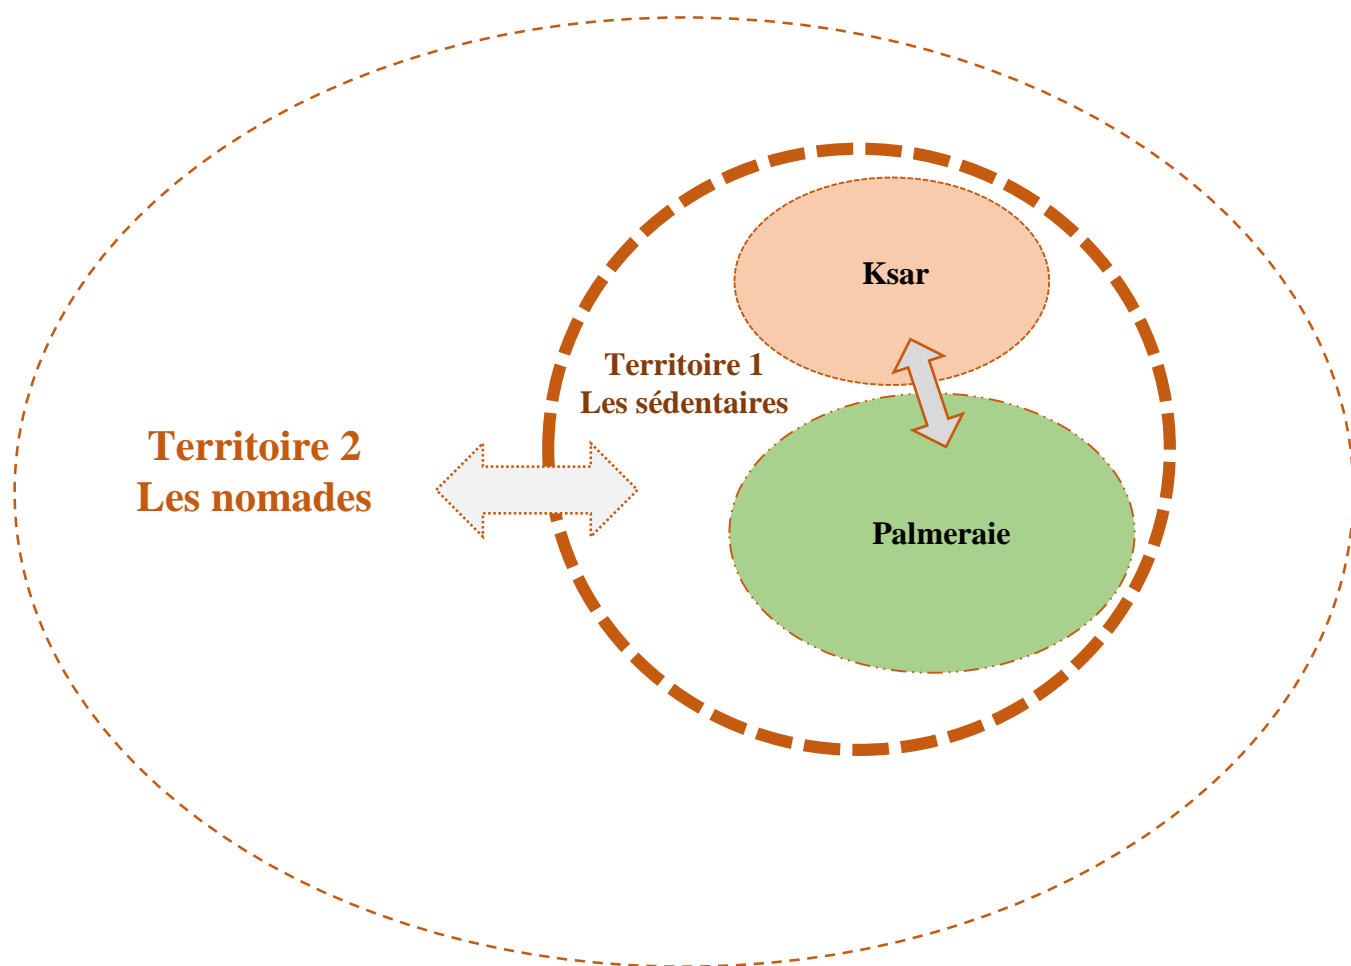 Ksar
Territoire 1
Les sédentaires
Territoire 2
Les nomades
Palmeraie